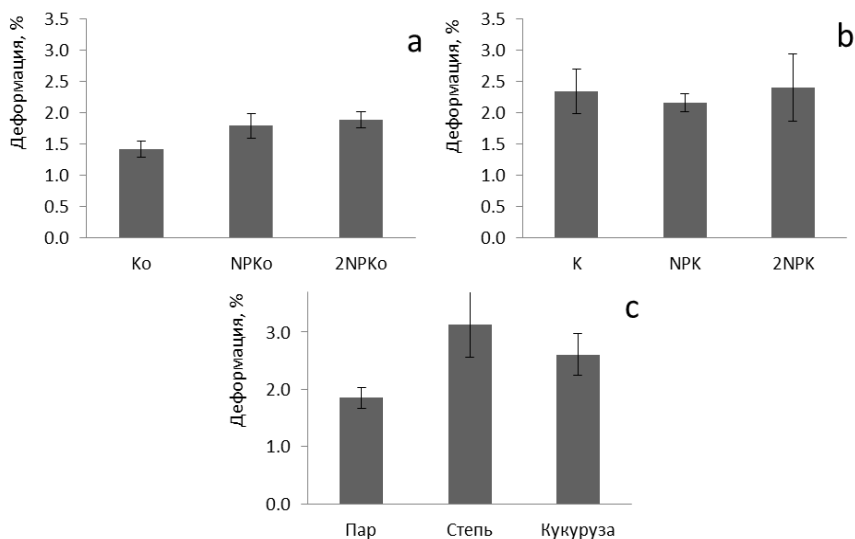 Деформация, %
3.5
3.0
2.5
2.0
1.5
1.0
0.5
0.0
Ko NPKo 2NPKo
a
Деформация, %
3.5
3.0
2.5
2.0
1.5
1.0
0.5
0.0
K NPK 2NPK
b
Деформация, %
3.0
2.0
1.0
0.0
Пар Степь Кукуруза
c